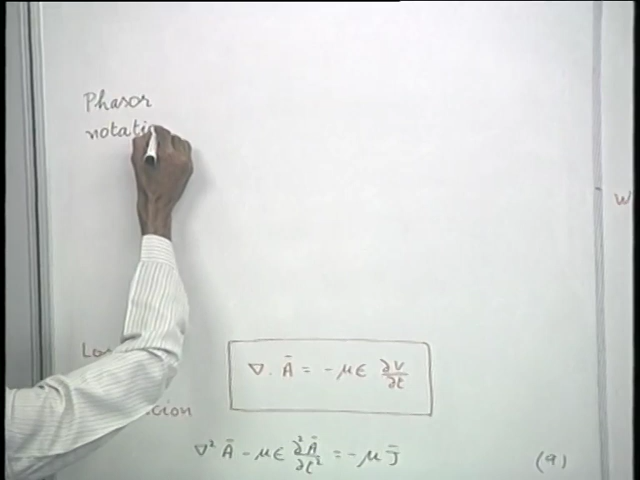 Phasor
notati
∇. Ā = -με ∂V/∂t
∇² Ā - με ∂²Ā/∂t² = -μ J̄ (9)
W